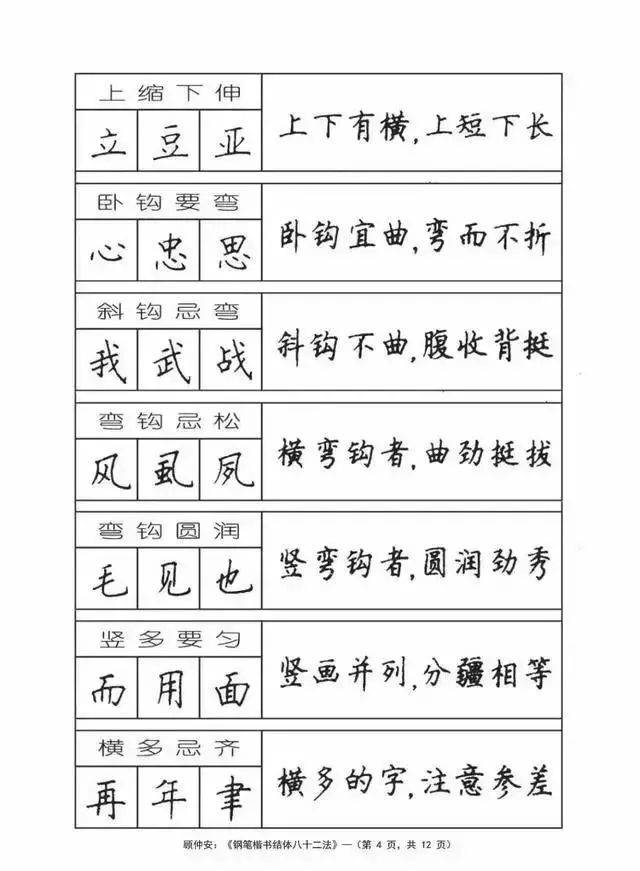 上缩下伸
立豆亚
上下有横,上短下长
卧钩要弯
心忠思
卧钩宜曲,弯而不折
斜钩忌弯
我武战
斜钩不曲,腹收背挺
弯钩忌松
风虱夙
横弯钩者,曲劲挺拔
弯钩圆润
毛见也
竖弯钩者,圆润劲秀
竖多要匀
而用面
竖画并列,分疆相等
横多忌齐
再年聿
横多的字,注意参差
顾仲安:《钢笔楷书结体八十二法》—(第 4 页, 共 12 页)